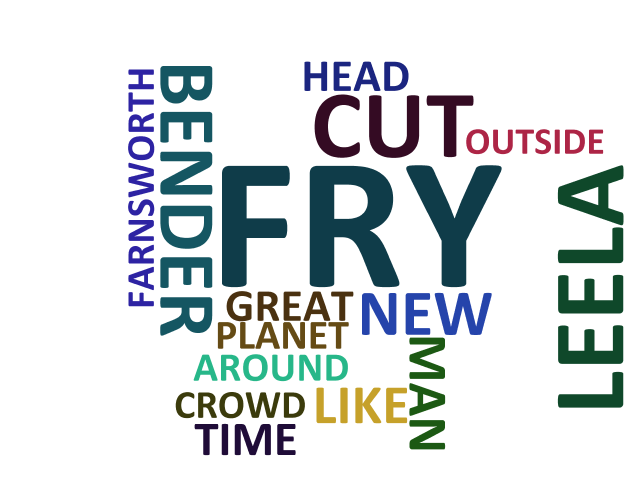 HEAD
CUT
OUTSIDE
FARNSWORTH
BENDER
FRY
LEELA
GREAT
NEW
PLANET
MAN
AROUND
CROWD
LIKE
TIME